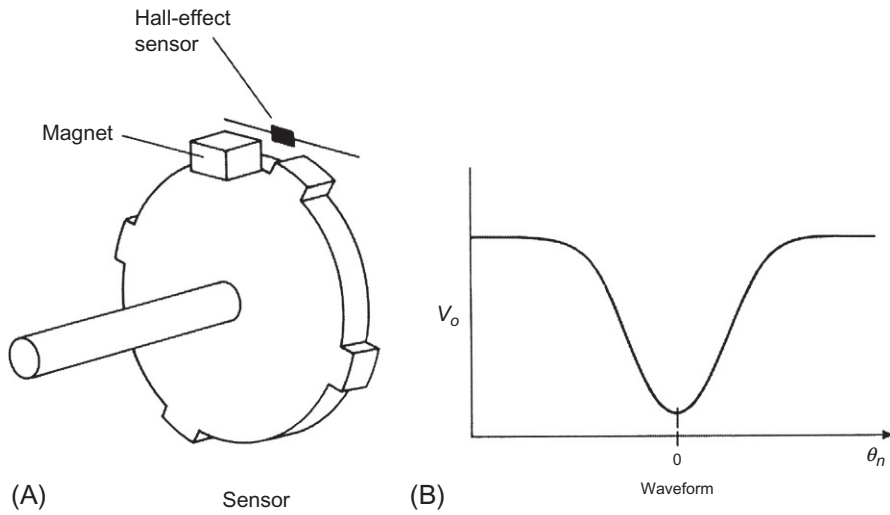 Hall-effect
sensor
Magnet
V_o
0
θ_n
(A)
Sensor
(B)
Waveform